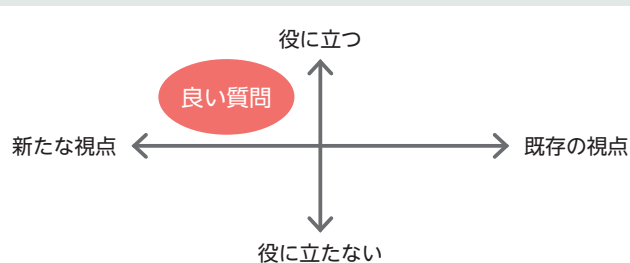 役に立つ
良い質問
新たな視点
既存の視点
役に立たない